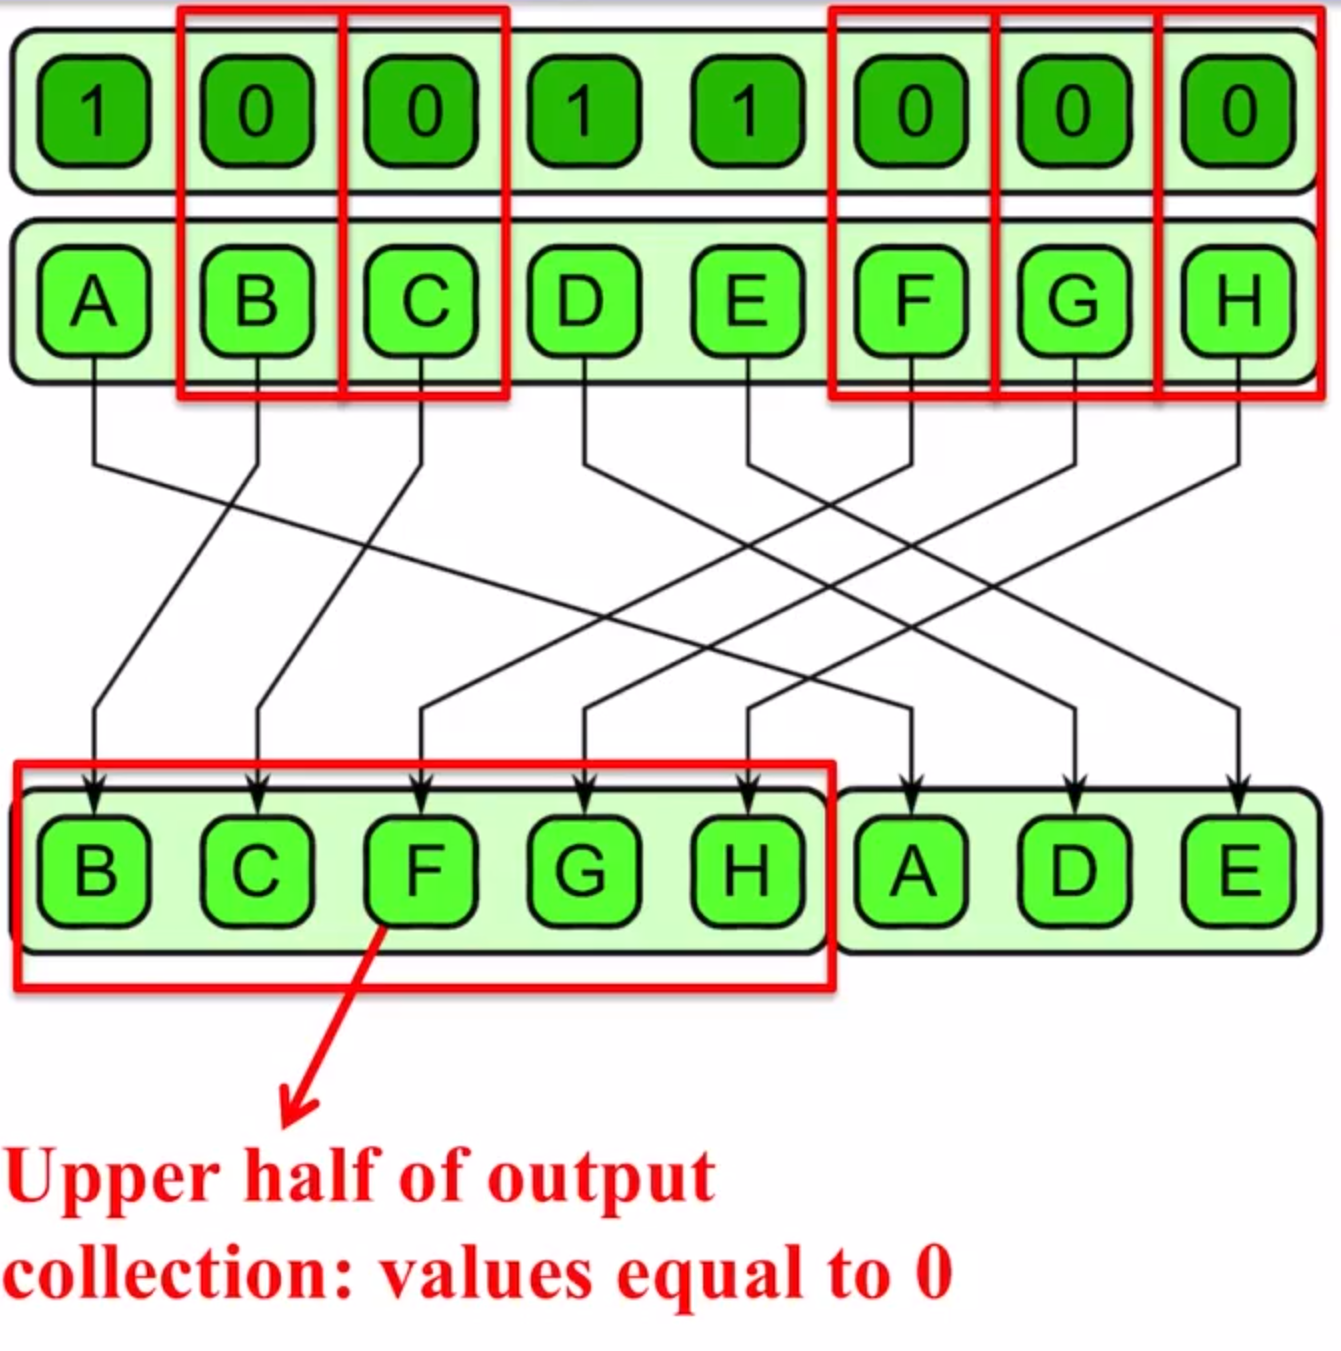 1 0 0 1 1 0 0 0
A B C D E F G H
B C F G H A D E
Upper half of output
collection: values equal to 0